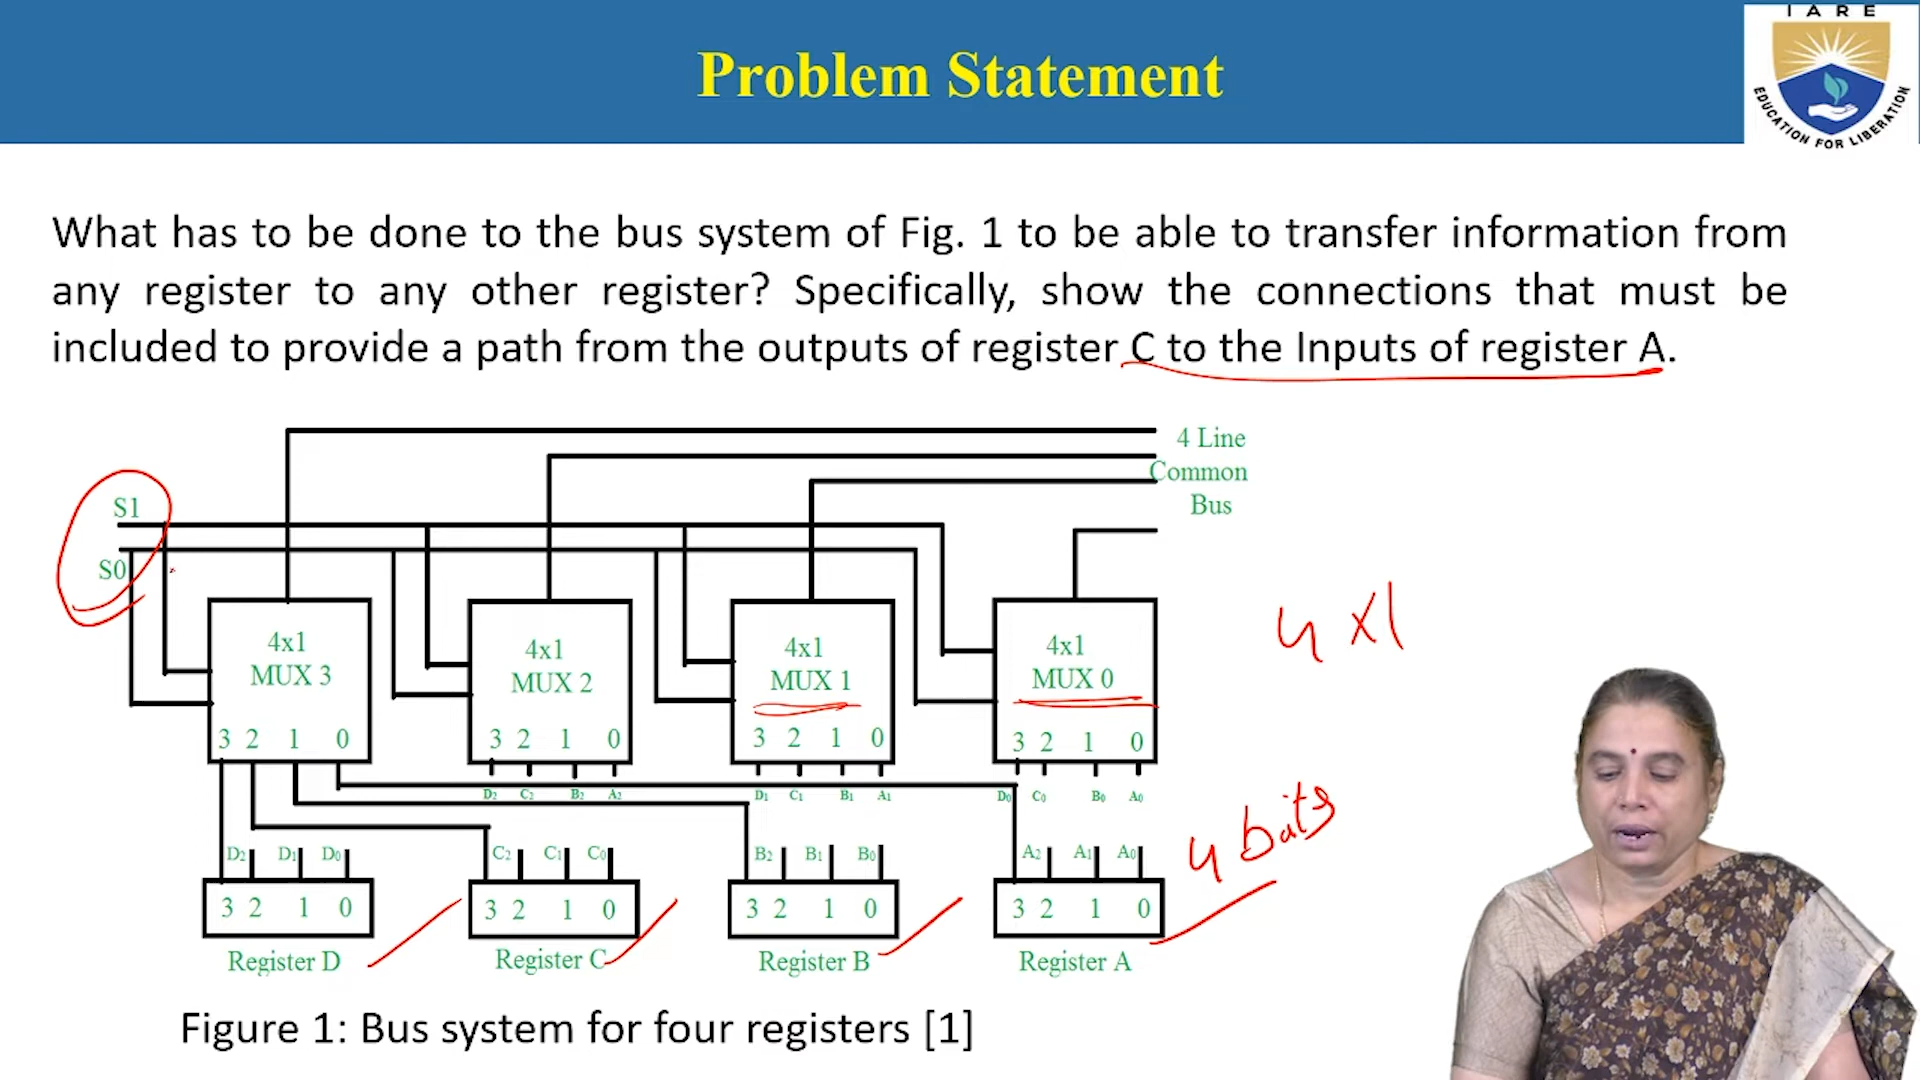 IARE
EDUCATION FOR LIBERATION
Problem Statement
What has to be done to the bus system of Fig. 1 to be able to transfer information from
any register to any other register? Specifically, show the connections that must be
included to provide a path from the outputs of register C to the Inputs of register A.
4 Line
Common
Bus
S1
S0
4x1
MUX 3
3 2 1 0
4x1
MUX 2
3 2 1 0
4x1
MUX 1
3 2 1 0
4x1
MUX 0
3 2 1 0
4 x1
D2 C2 B2 A2
D1 C1 B1 A1
D0 C0 B0 A0
4 bits
D2 D1 D0
C2 C1 C0
B2 B1 B0
A2 A1 A0
3 2 1 0
3 2 1 0
3 2 1 0
3 2 1 0
Register D
Register C
Register B
Register A
Figure 1: Bus system for four registers [1]